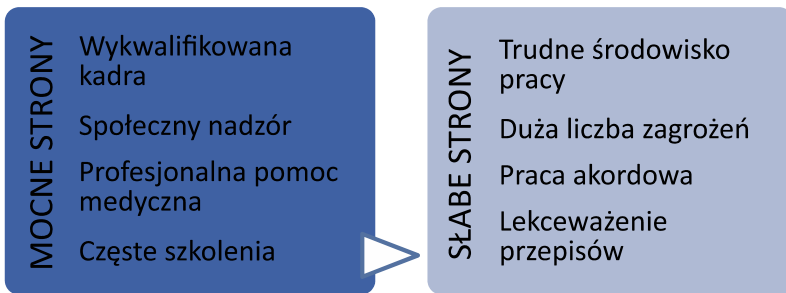 MOCNE STRONY
Wykwalifikowana
kadra
Społeczny nadzór
Profesjonalna pomoc
medyczna
Częste szkolenia
SŁABE STRONY
Trudne środowisko
pracy
Duża liczba zagrożeń
Praca akordowa
Lekceważenie
przepisów